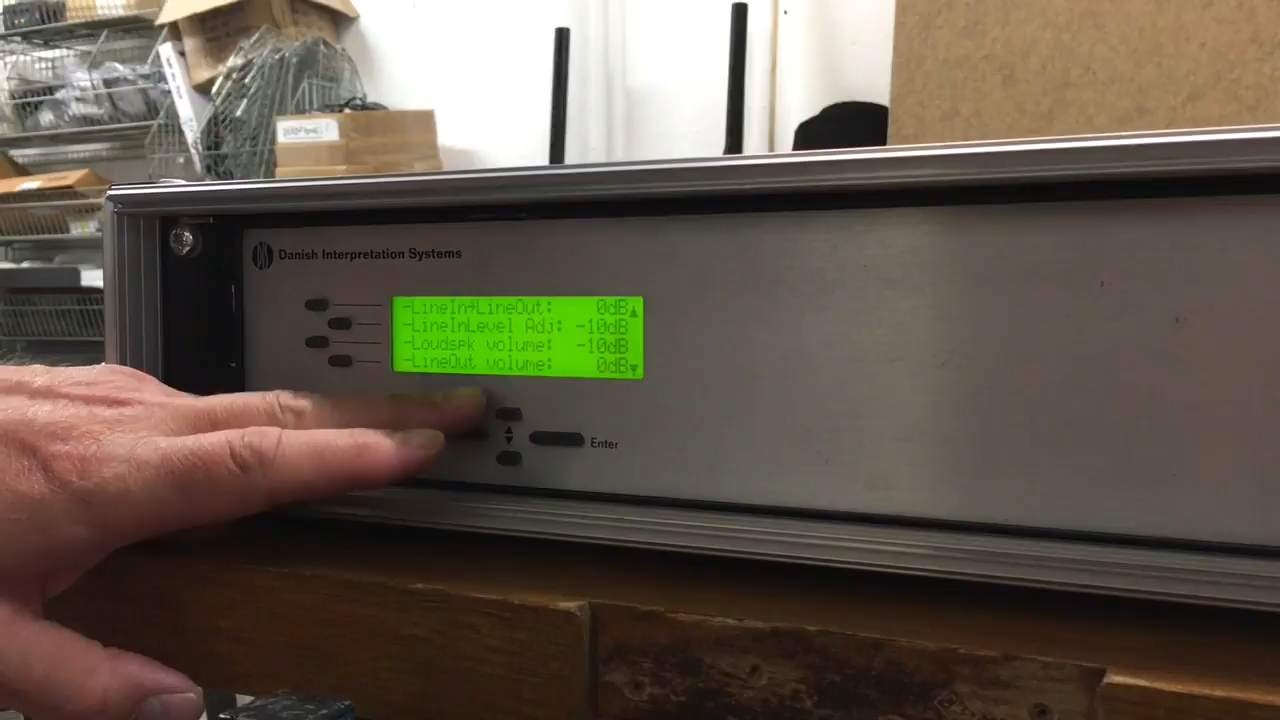 Danish Interpretation Systems
-LineIn→LineOut: 0dB▲
-LineInLevel Adj: -10dB
-Loudspk volume: -10dB
-LineOut volume: 0dB▼
Enter